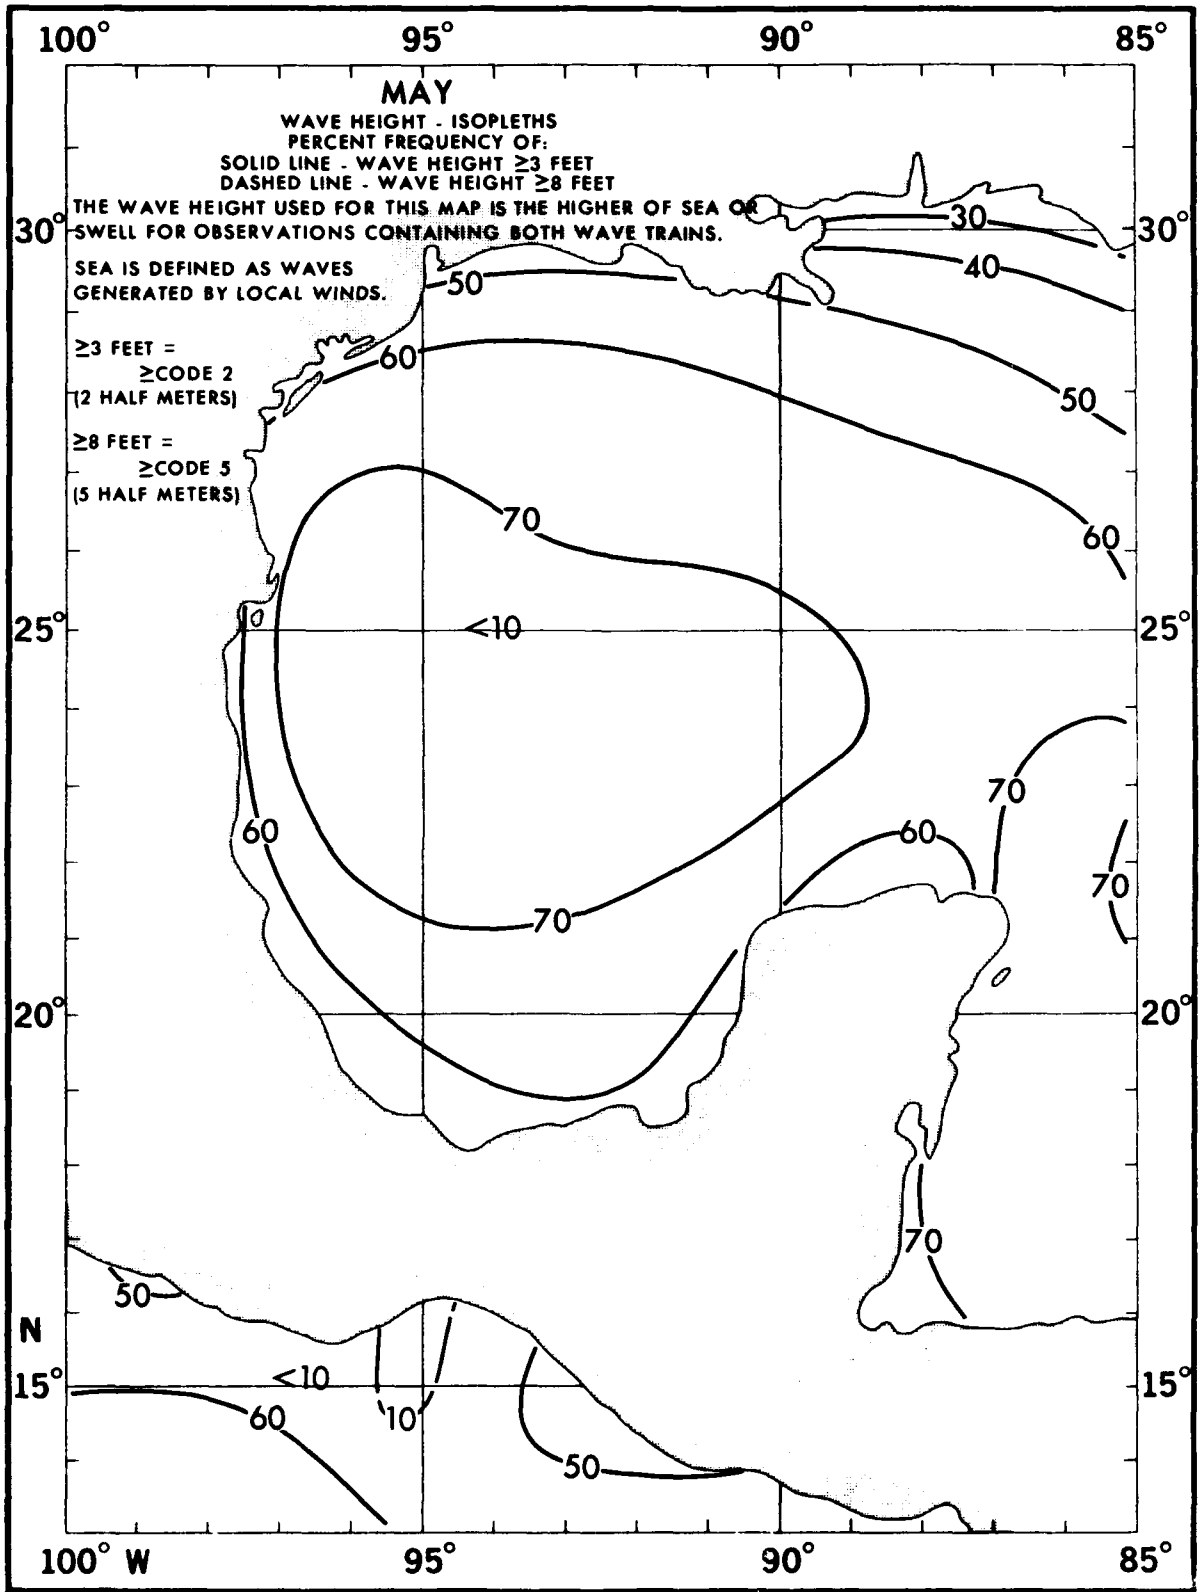 100° 95° 90° 85°
MAY
WAVE HEIGHT - ISOPLETHS
PERCENT FREQUENCY OF:
SOLID LINE - WAVE HEIGHT ≥3 FEET
DASHED LINE - WAVE HEIGHT ≥8 FEET
THE WAVE HEIGHT USED FOR THIS MAP IS THE HIGHER OF SEA OR
SWELL FOR OBSERVATIONS CONTAINING BOTH WAVE TRAINS.
SEA IS DEFINED AS WAVES
GENERATED BY LOCAL WINDS.
≥3 FEET =
≥CODE 2
(2 HALF METERS)
≥8 FEET =
≥CODE 5
(5 HALF METERS)
30° 30 30°
40
50
60
50
70
60
25° <10 25°
70
60 60
70
70
20° 20°
70
50
N
<10
15° 15°
60 10
50
100° W 95° 90° 85°